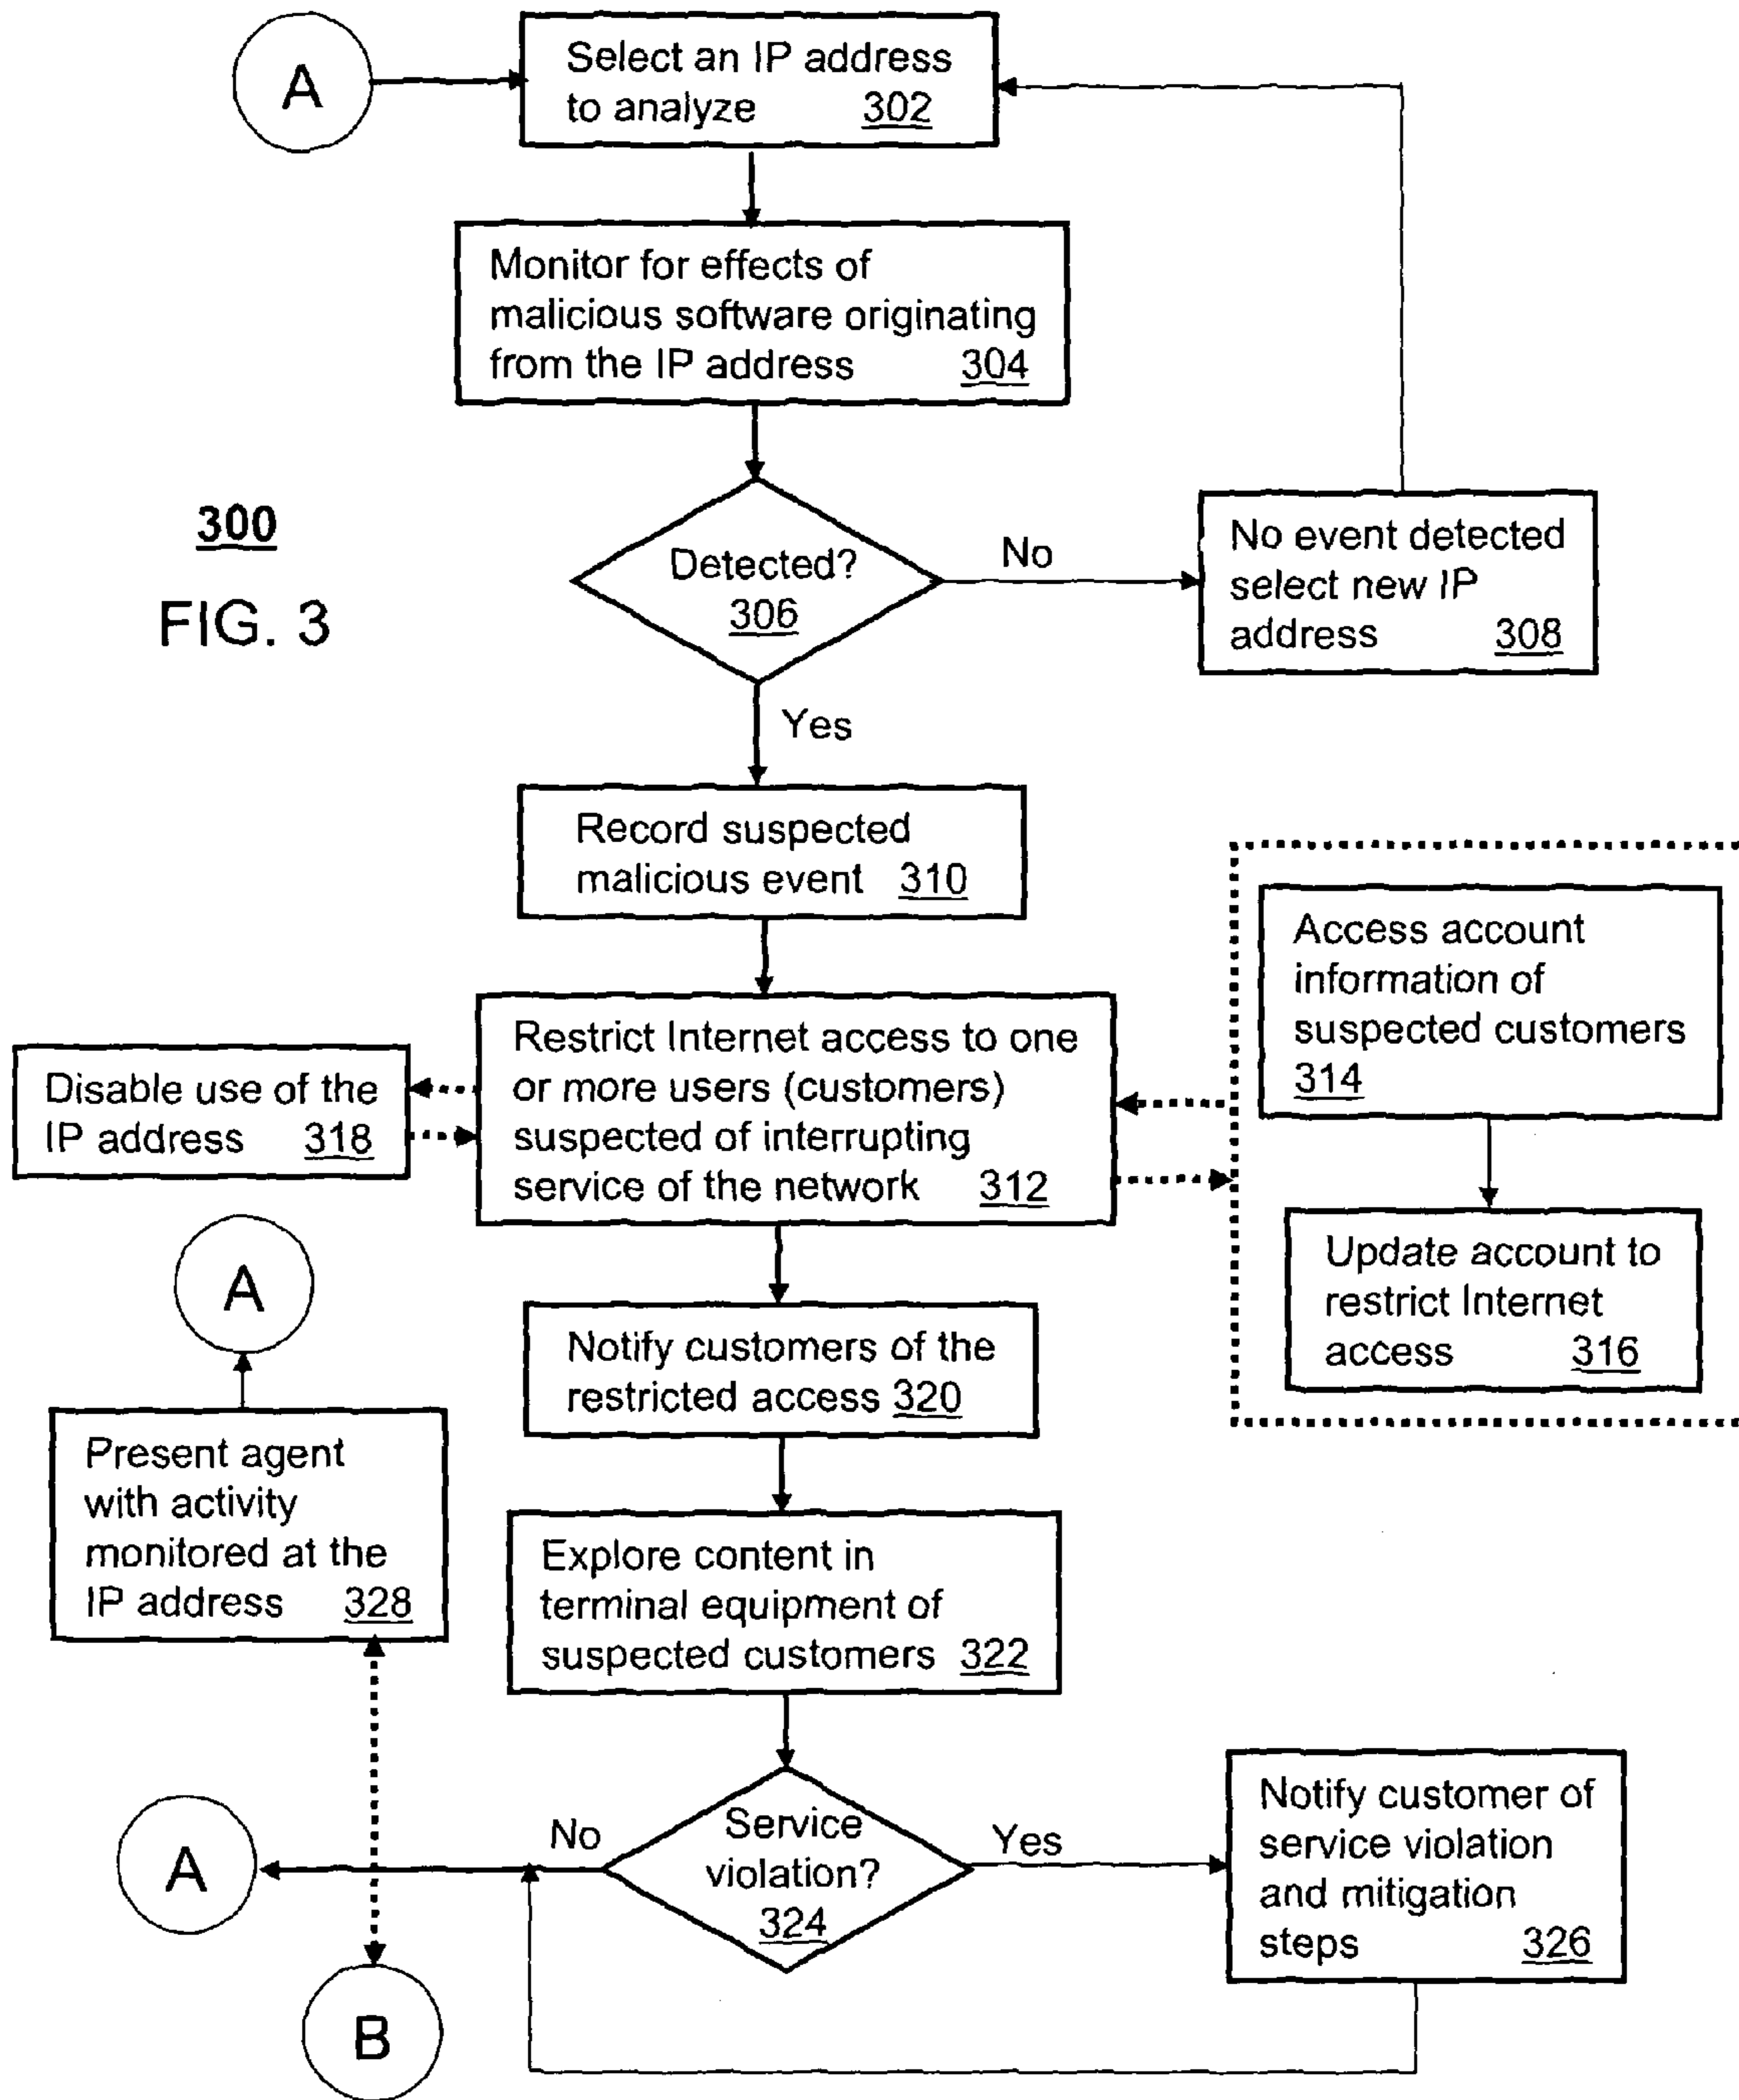 A
Select an IP address
to analyze 302
Monitor for effects of
malicious software originating
from the IP address 304
300
FIG. 3
Detected?
306
No
No event detected
select new IP
address 308
Yes
Record suspected
malicious event 310
Access account
information of
suspected customers
314
Restrict Internet access to one
or more users (customers)
suspected of interrupting
service of the network 312
Disable use of the
IP address 318
Update account to
restrict Internet
access 316
A
Notify customers of the
restricted access 320
Present agent
with activity
monitored at the
IP address 328
Explore content in
terminal equipment of
suspected customers 322
Service
violation?
324
No
Yes
A
Notify customer of
service violation
and mitigation
steps 326
B